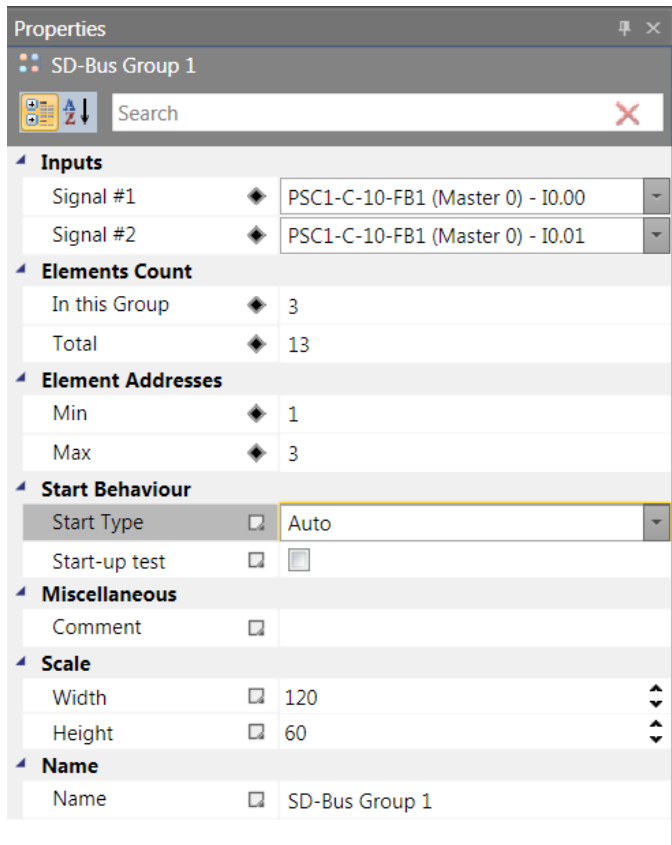 Properties
SD-Bus Group 1
A
Z
Search
Inputs
Signal #1 PSC1-C-10-FB1 (Master 0) - I0.00
Signal #2 PSC1-C-10-FB1 (Master 0) - I0.01
Elements Count
In this Group 3
Total 13
Element Addresses
Min 1
Max 3
Start Behaviour
Start Type Auto
Start-up test
Miscellaneous
Comment
Scale
Width 120
Height 60
Name
Name SD-Bus Group 1